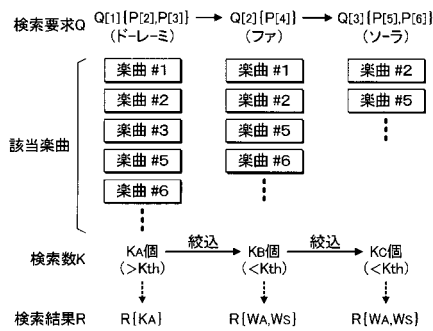 検索要求Q Q[1]{P[2],P[3]} Q[2]{P[4]} Q[3]{P[5],P[6]}
(ドーレーミ) (ファ) (ソーラ)
楽曲 #1 楽曲 #1 楽曲 #2
楽曲 #2 楽曲 #2 楽曲 #5
該当楽曲 楽曲 #3 楽曲 #5
楽曲 #5 楽曲 #6
楽曲 #6
検索数K KA個 絞込 KB個 絞込 KC個
(>Kth) (<Kth) (<Kth)
検索結果R R{KA} R{WA,WS} R{WA,WS}